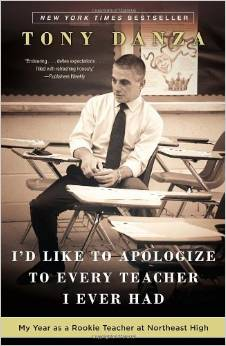 NEW YORK TIMES BESTSELLER
TONY DANZA
"Endearing . . . defies expectations
filled with refreshing honesty."
—Publishers Weekly
I'D LIKE TO APOLOGIZE
TO EVERY TEACHER
I EVER HAD
My Year as a Rookie Teacher at Northeast High